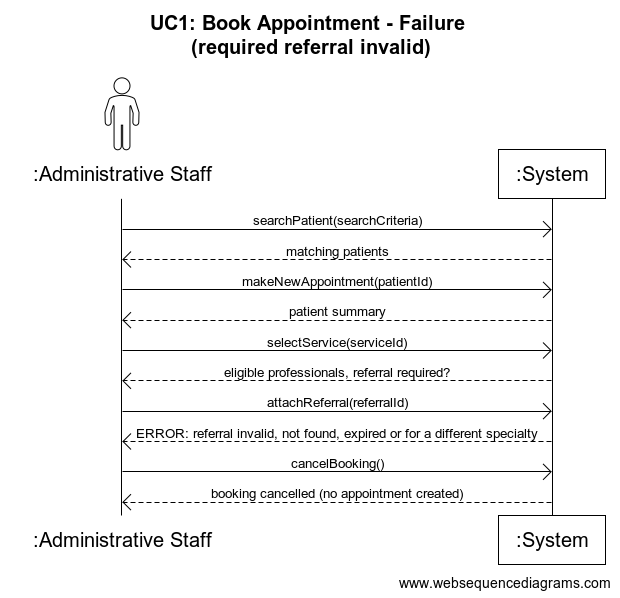 UC1: Book Appointment - Failure
(required referral invalid)
:Administrative Staff
:System
searchPatient(searchCriteria)
matching patients
makeNewAppointment(patientId)
patient summary
selectService(serviceId)
eligible professionals, referral required?
attachReferral(referralId)
ERROR: referral invalid, not found, expired or for a different specialty
cancelBooking()
booking cancelled (no appointment created)
:Administrative Staff
:System
www.websequencediagrams.com